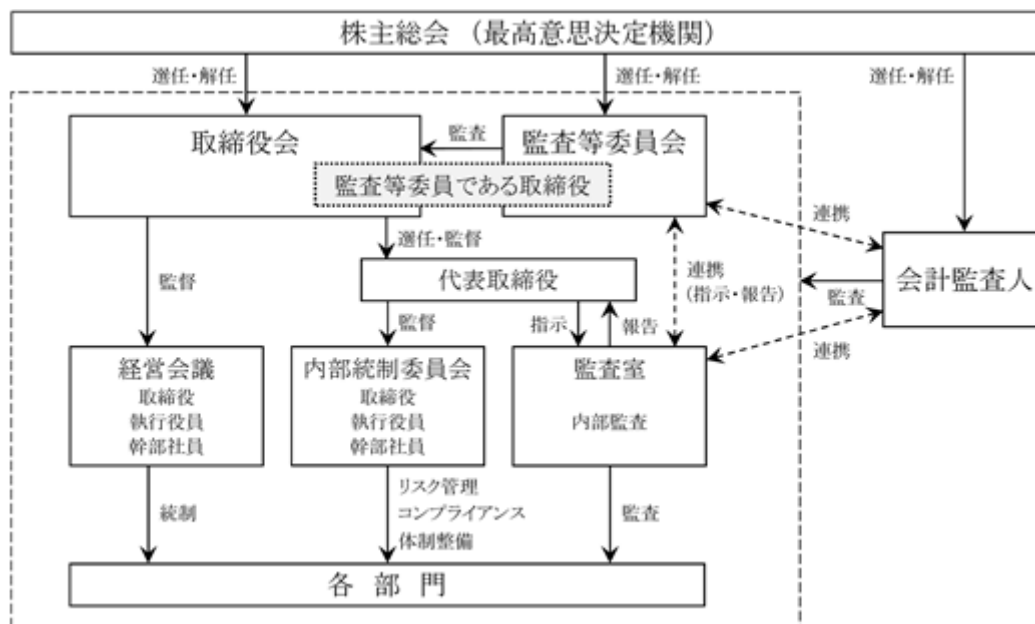 株主総会 （最高意思決定機関）
選任・解任
選任・解任
選任・解任
取締役会
監査
監査等委員会
監査等委員である取締役
連携
選任・監督
連携
(指示・報告)
会計監査人
監督
代表取締役
監査
監督
指示
報告
連携
経営会議
取締役
執行役員
幹部社員
内部統制委員会
取締役
執行役員
幹部社員
監査室
内部監査
統制
リスク管理
コンプライアンス
体制整備
監査
各 部 門